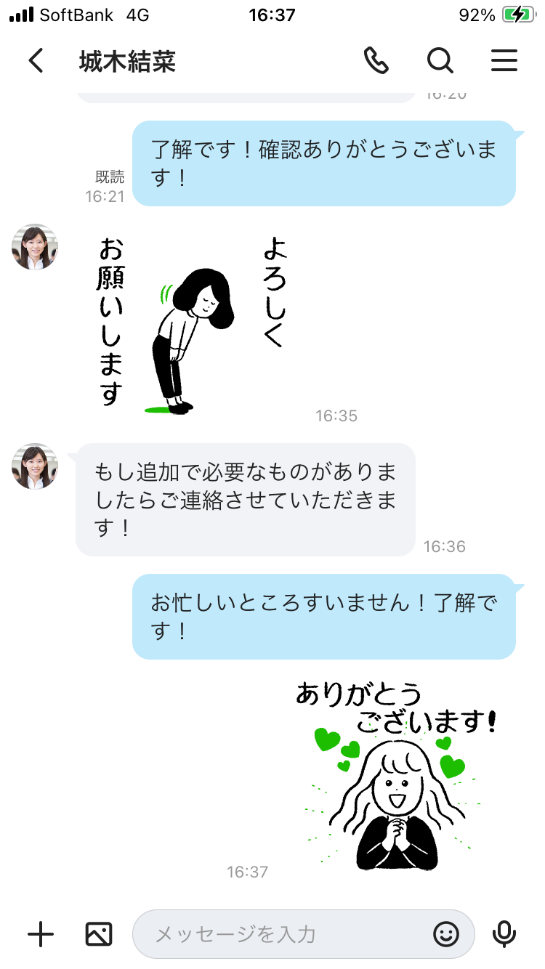 SoftBank 4G 16:37 92%
城木結菜
16:20
了解です！確認ありがとうございま
す！
既読
16:21
よろしく
お願いします
16:35
もし追加で必要なものがありま
したらご連絡させていただきま
す！
16:36
お忙しいところすいません！了解で
す！
ありがとう
ございます!
16:37
メッセージを入力